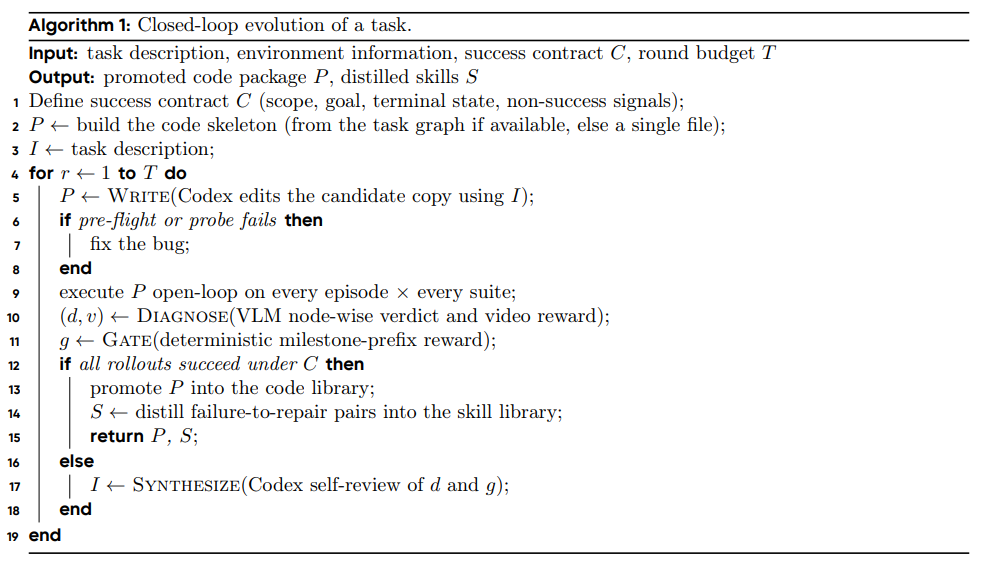 Algorithm 1: Closed-loop evolution of a task.
Input: task description, environment information, success contract C, round budget T
Output: promoted code package P, distilled skills S
1 Define success contract C (scope, goal, terminal state, non-success signals);
2 P ← build the code skeleton (from the task graph if available, else a single file);
3 I ← task description;
4 for r ← 1 to T do
5 P ← WRITE(Codex edits the candidate copy using I);
6 if pre-flight or probe fails then
7 fix the bug;
8 end
9 execute P open-loop on every episode × every suite;
10 (d, v) ← DIAGNOSE(VLM node-wise verdict and video reward);
11 g ← GATE(deterministic milestone-prefix reward);
12 if all rollouts succeed under C then
13 promote P into the code library;
14 S ← distill failure-to-repair pairs into the skill library;
15 return P, S;
16 else
17 I ← SYNTHESIZE(Codex self-review of d and g);
18 end
19 end